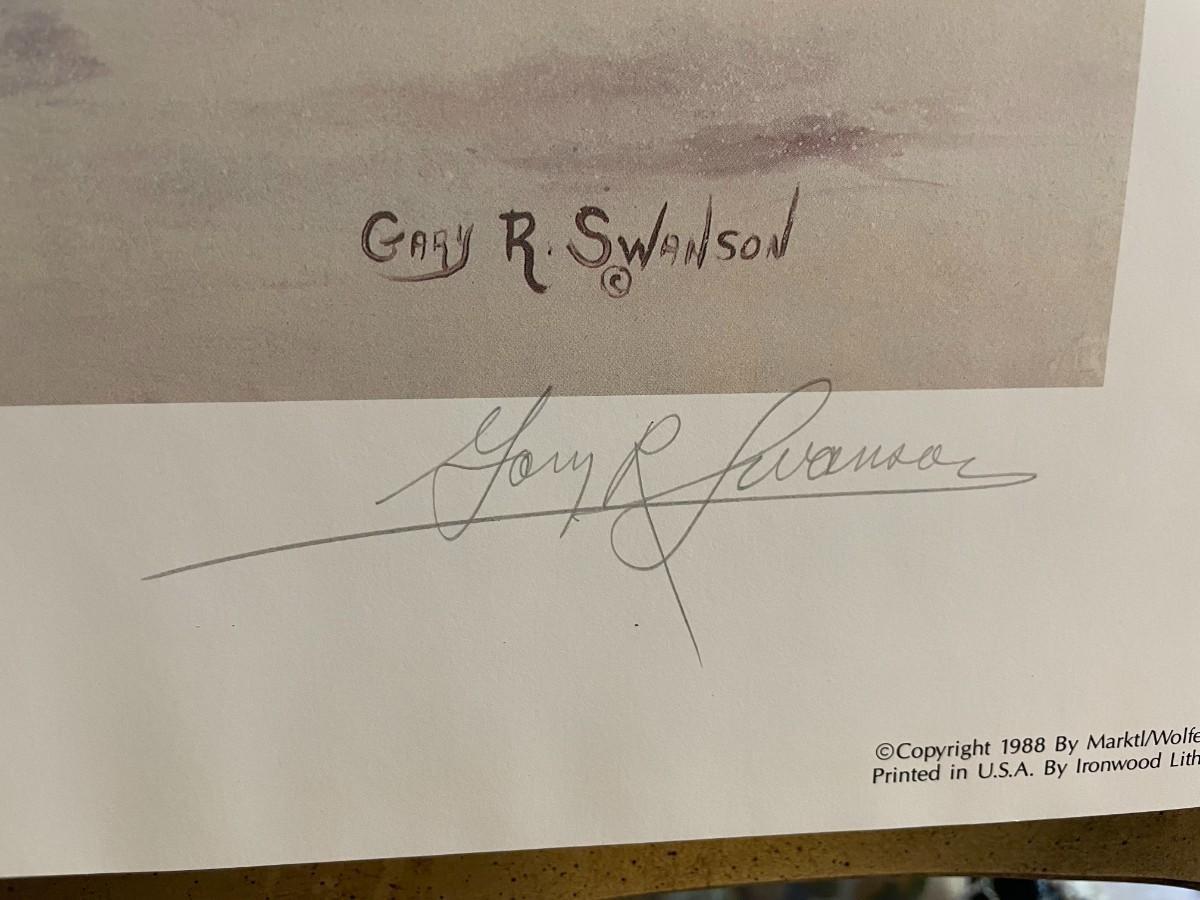 Gary R. Swanson
©
Gary R Swanson
©Copyright 1988 By Marktl/Wolfe
Printed in U.S.A. By Ironwood Lith